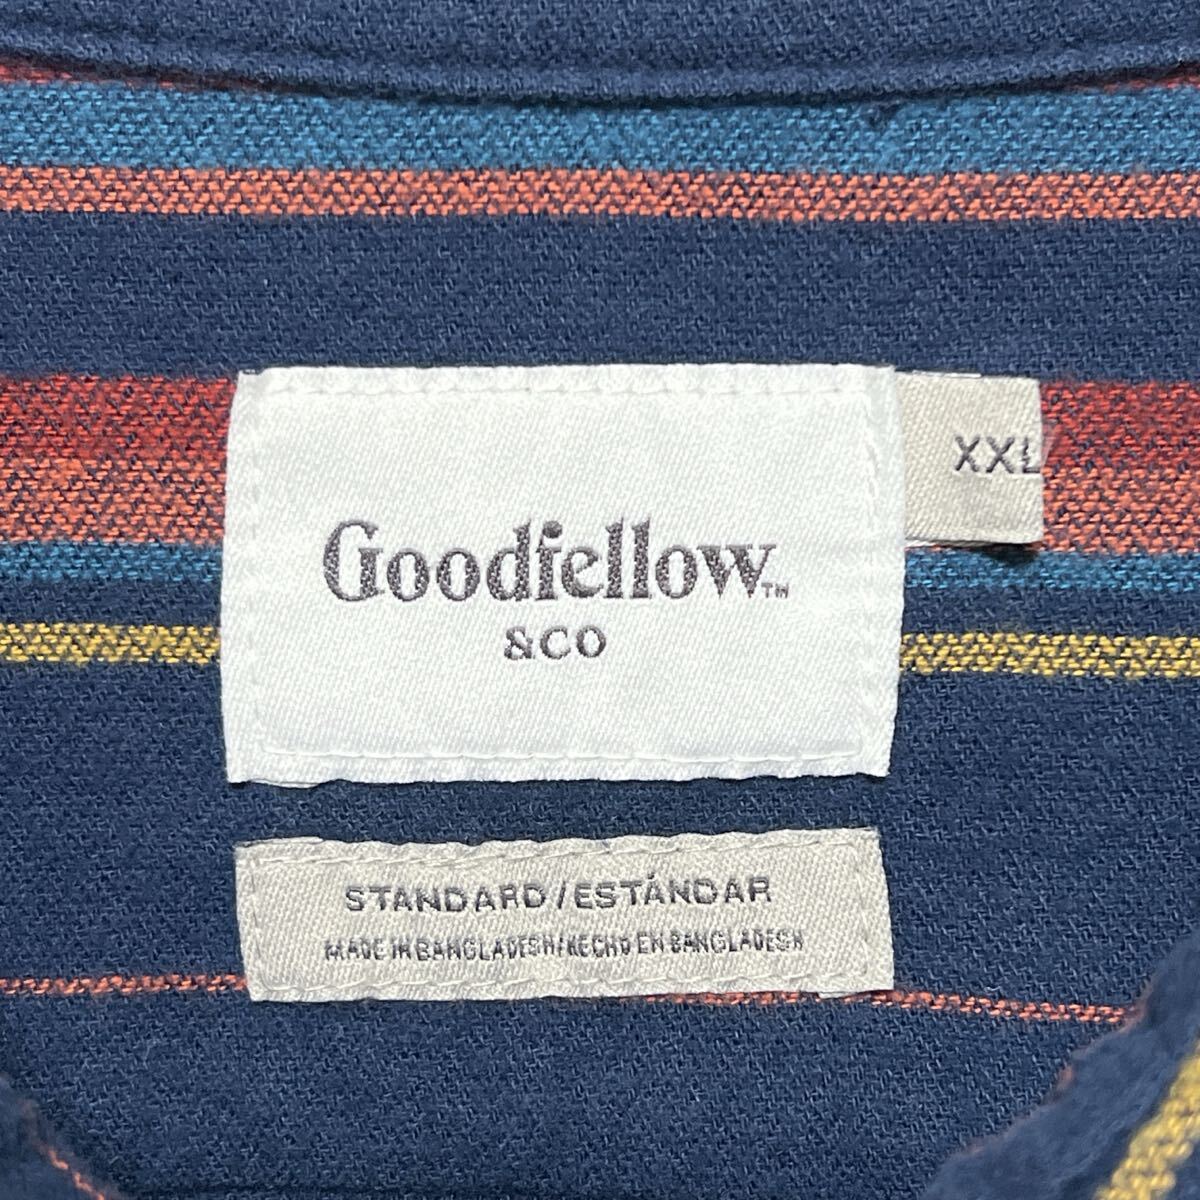 Goodfellow™
&CO
XXL
STANDARD/ESTÁNDAR
MADE IN BANGLADESH/HECHO EN BANGLADESH